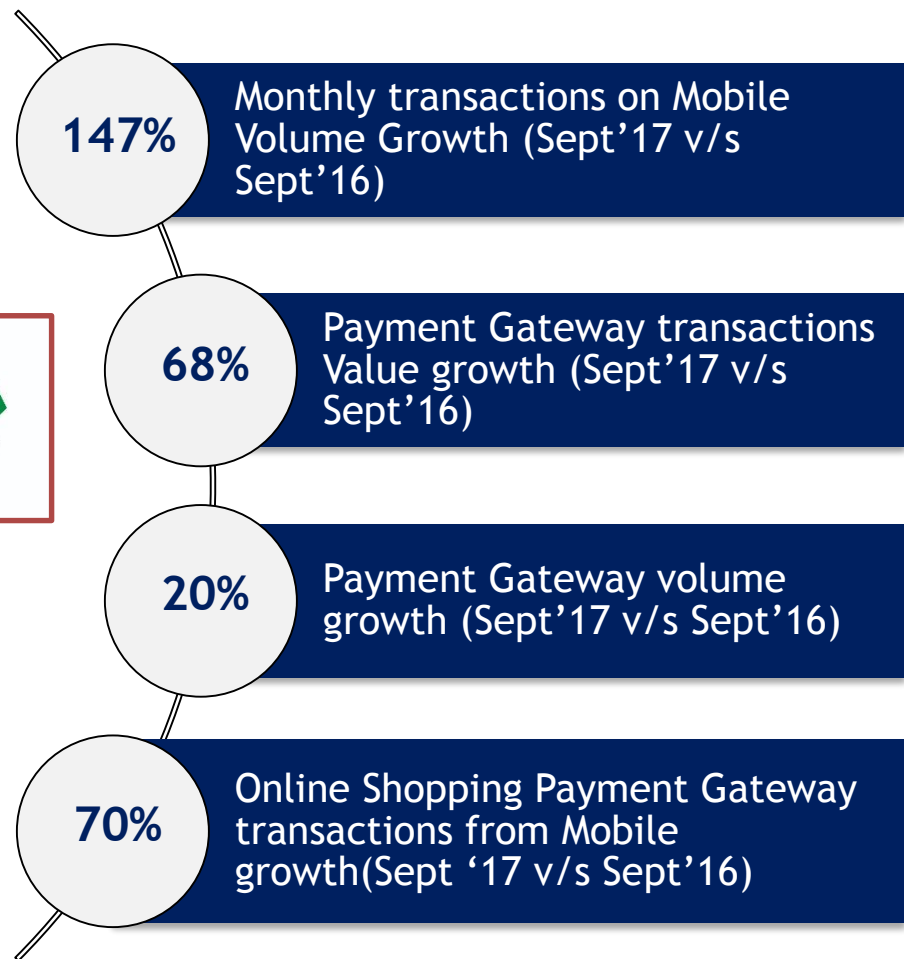 147%
Monthly transactions on Mobile
Volume Growth (Sept’17 v/s
Sept’16)
68%
Payment Gateway transactions
Value growth (Sept’17 v/s
Sept’16)
20%
Payment Gateway volume
growth (Sept’17 v/s Sept’16)
70%
Online Shopping Payment Gateway
transactions from Mobile
growth(Sept ‘17 v/s Sept’16)